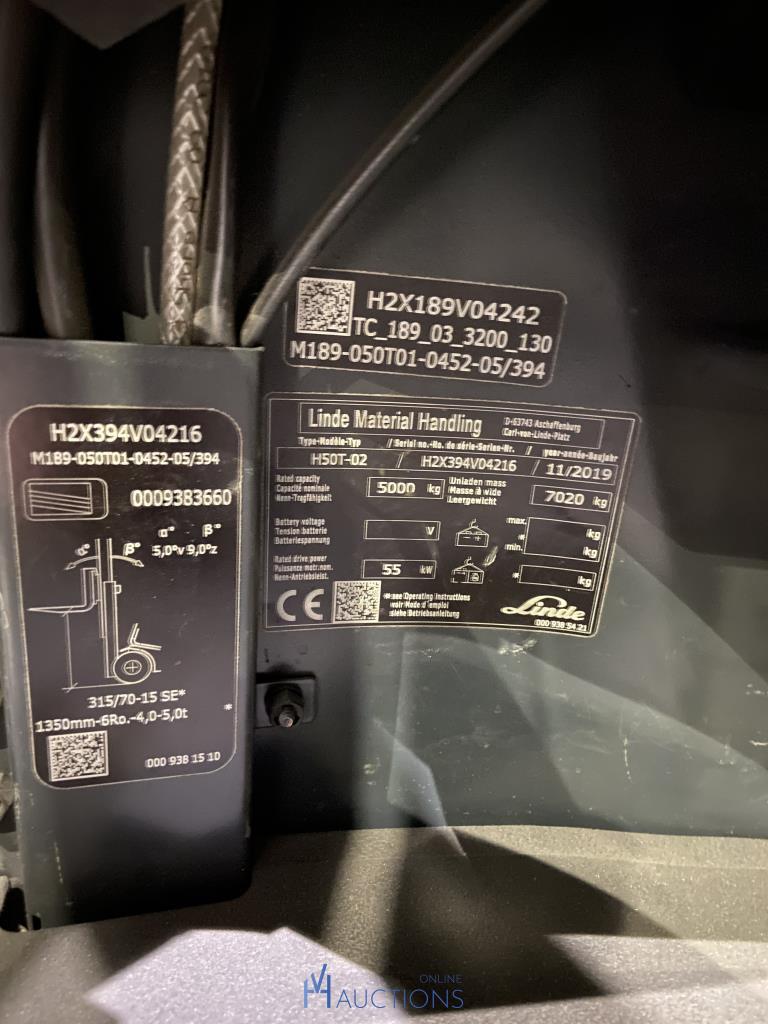 H2X189V04242
TC_189_03_3200_130
M189-050T01-0452-05/394
H2X394V04216
M189-050T01-0452-05/394
0009383660
α° β°
5,0°v 9,0°z
α° β°
315/70-15 SE*
1350mm-6Ro.-4,0-5,0t *
000 938 15 10
Linde Material Handling
D-63743 Aschaffenburg
Carl-von-Linde-Platz
Type-Modèle-Typ / Serial no.-No. de série-Serien-Nr. / year-année-Baujahr
H50T-02 / H2X394V04216 / 11/2019
Rated capacity
Capacité nominale
Nenn-Tragfähigkeit
5000 kg
Unladen mass
Masse à vide
Leergewicht
7020 kg
Battery voltage
Tension batterie
Batteriespannung
V
max. kg
* min. kg
Rated drive power
Puissance motr.nom.
Nenn-Antriebsleist.
55 kW
* kg
CE
*see Operating Instructions
voir Mode d'emploi
siehe Betriebsanleitung
Linde
000 938 54 21
HVH ONLINE
AUCTIONS